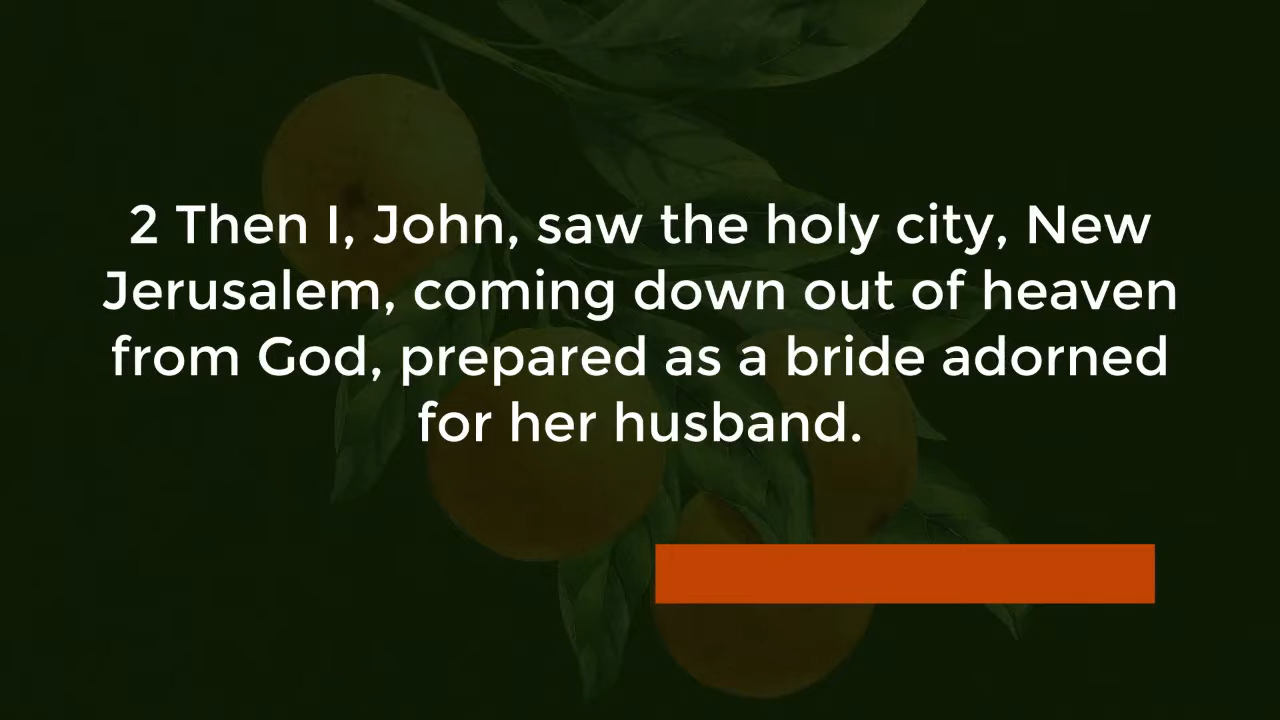 2 Then I, John, saw the holy city, New
Jerusalem, coming down out of heaven
from God, prepared as a bride adorned
for her husband.